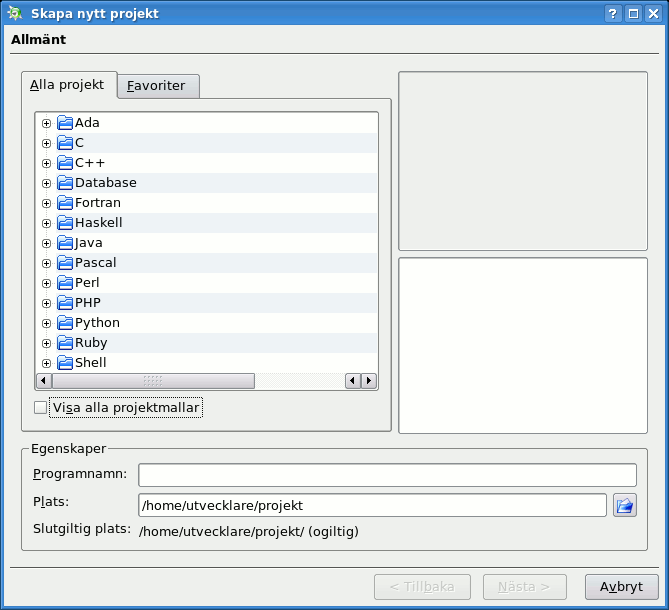 Skapa nytt projekt
Allmänt
Alla projekt
Favoriter
Ada
C
C++
Database
Fortran
Haskell
Java
Pascal
Perl
PHP
Python
Ruby
Shell
Visa alla projektmallar
Egenskaper
Programnamn:
Plats: /home/utvecklare/projekt
Slutgiltig plats: /home/utvecklare/projekt/ (ogiltig)
< Tillbaka
Nästa >
Avbryt